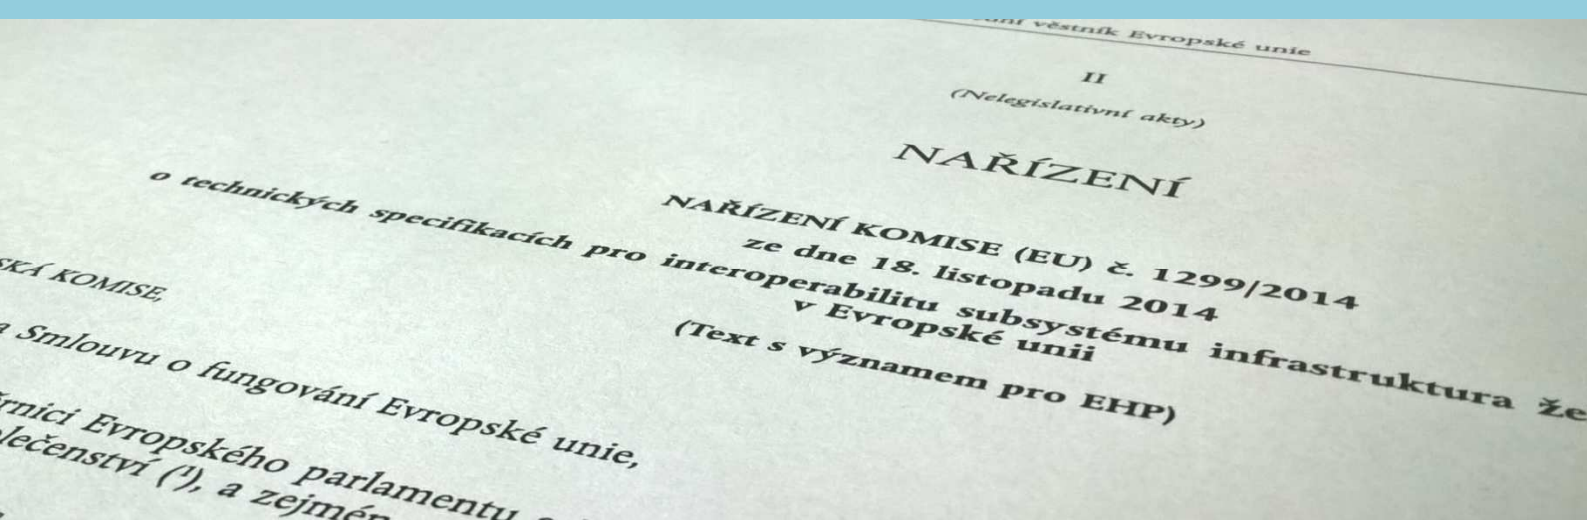 věstník Evropské unie
II
(Nelegislativní akty)
NAŘÍZENÍ
NAŘÍZENÍ KOMISE (EU) č. 1299/2014
ze dne 18. listopadu 2014
o technických specifikacích pro interoperabilitu subsystému infrastruktura
v Evropské unii
(Text s významem pro EHP)
KOMISE,
Smlouvu o fungování Evropské unie,
Evropského parlamentu
(¹), a